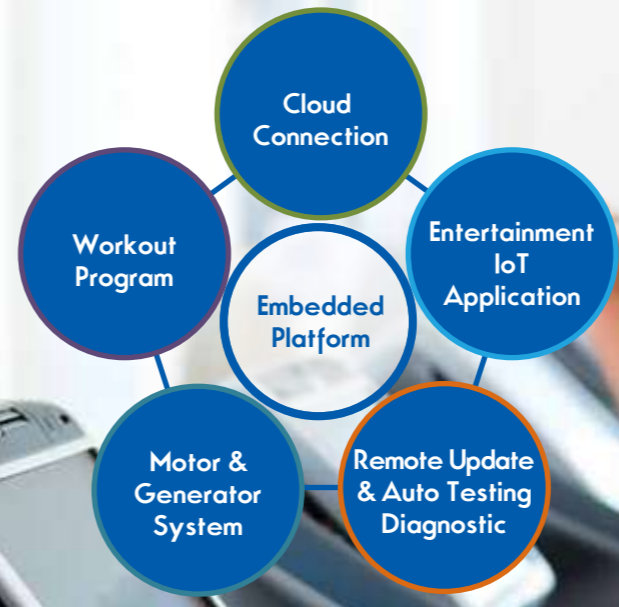 Cloud
Connection
Entertainment
IoT
Application
Workout
Program
Embedded
Platform
Motor &
Generator
System
Remote Update
& Auto Testing
Diagnostic